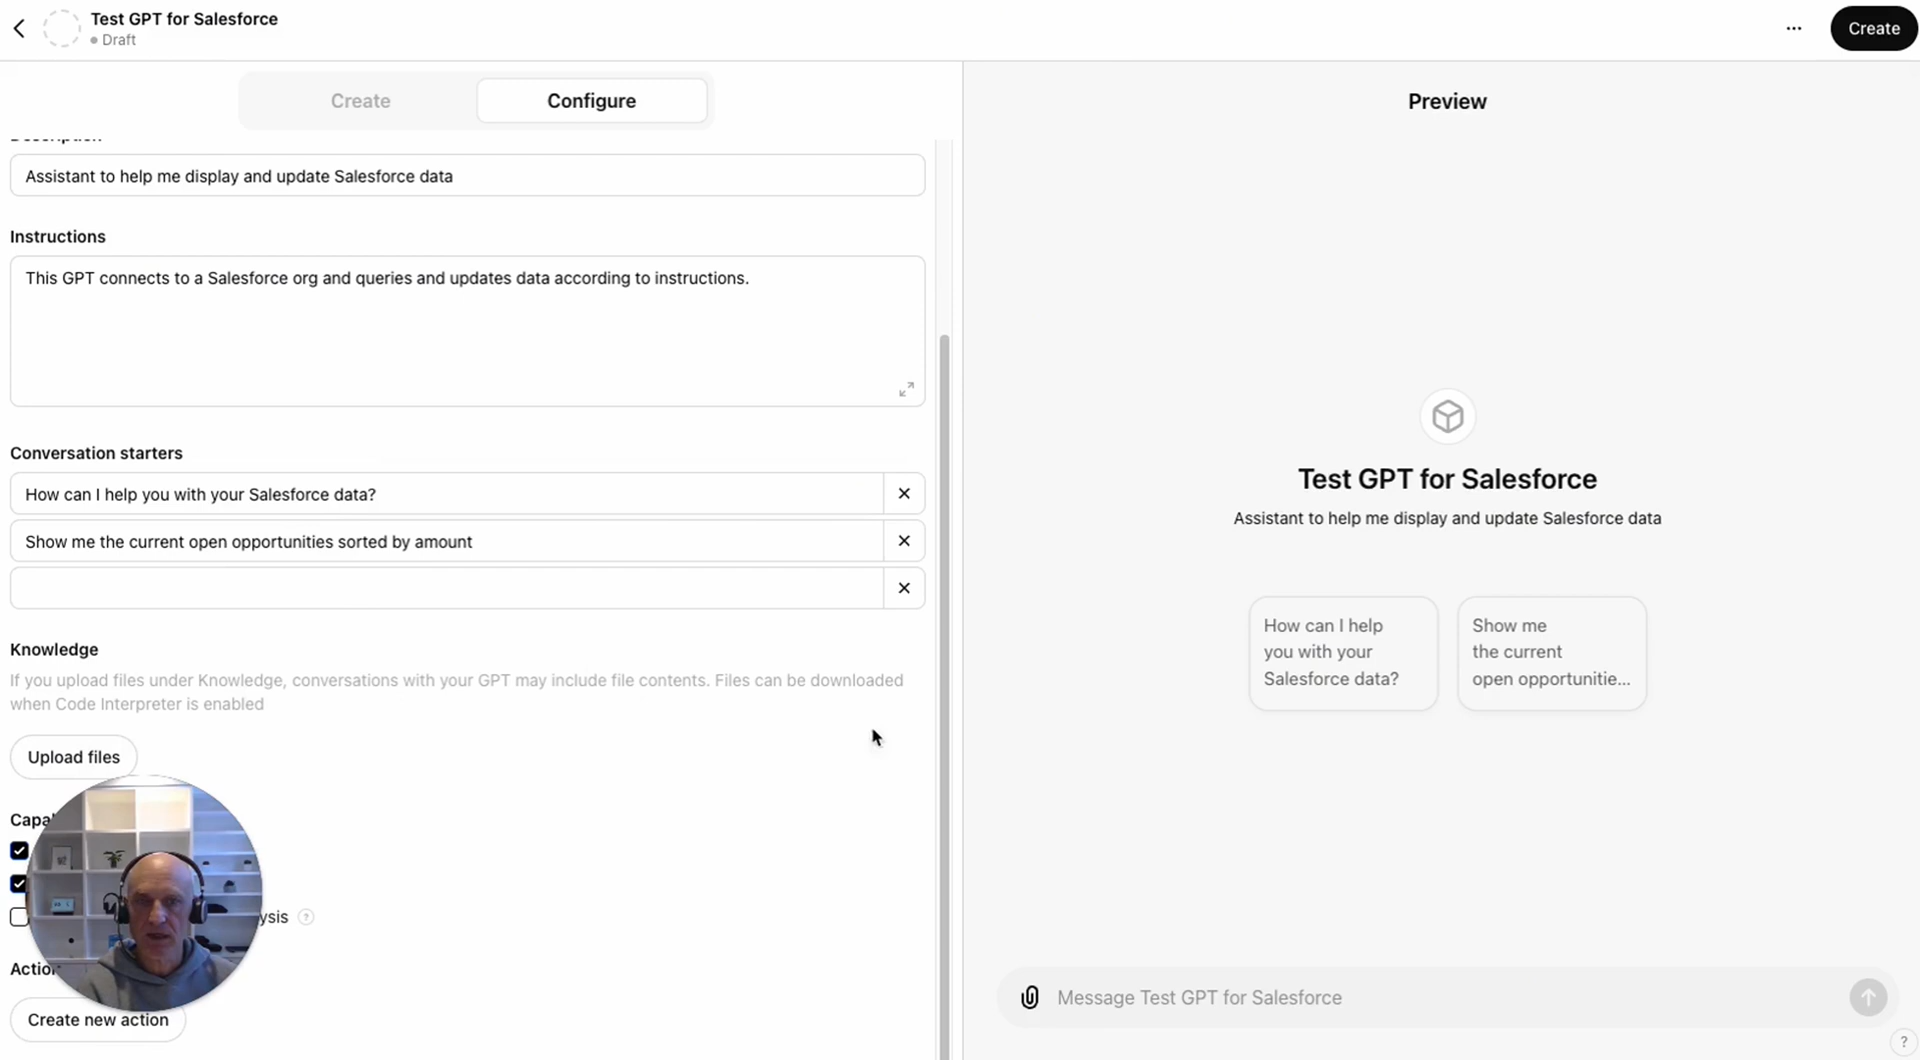 Test GPT for Salesforce
Draft
Create
Create
Configure
Description
Assistant to help me display and update Salesforce data
Instructions
This GPT connects to a Salesforce org and queries and updates data according to instructions.
Conversation starters
How can I help you with your Salesforce data?
Show me the current open opportunities sorted by amount
Knowledge
If you upload files under Knowledge, conversations with your GPT may include file contents. Files can be downloaded
when Code Interpreter is enabled
Upload files
Capa
ysis ?
Action
Create new action
Preview
Test GPT for Salesforce
Assistant to help me display and update Salesforce data
How can I help
you with your
Salesforce data?
Show me
the current
open opportunitie...
Message Test GPT for Salesforce
?